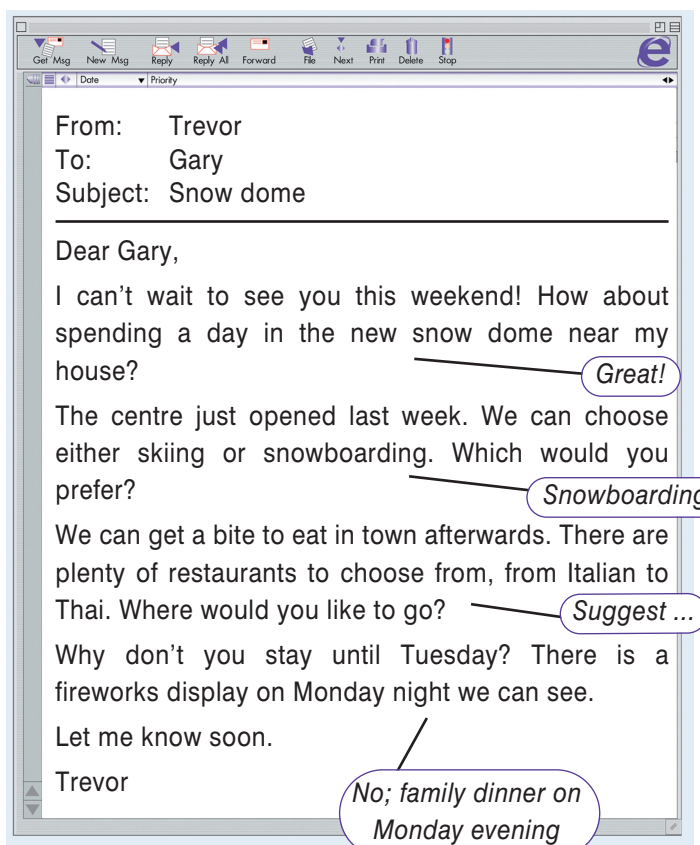 Get Msg New Msg Reply Reply All Forward File Next Print Delete Stop
Date Priority
From: Trevor
To: Gary
Subject: Snow dome
Dear Gary,
I can't wait to see you this weekend! How about
spending a day in the new snow dome near my
house?
Great!
The centre just opened last week. We can choose
either skiing or snowboarding. Which would you
prefer?
Snowboarding
We can get a bite to eat in town afterwards. There are
plenty of restaurants to choose from, from Italian to
Thai. Where would you like to go?
Suggest ...
Why don't you stay until Tuesday? There is a
fireworks display on Monday night we can see.
Let me know soon.
Trevor
No; family dinner on
Monday evening